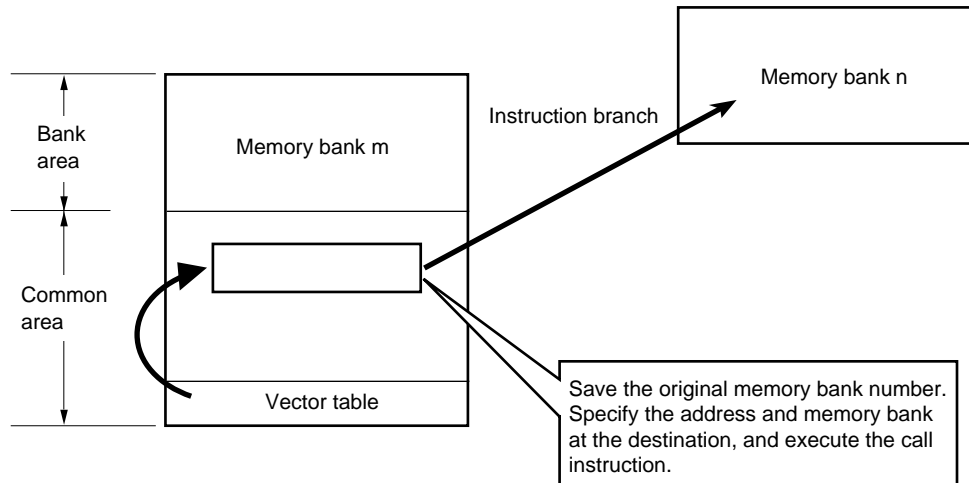 Memory bank n
Instruction branch
Bank
area
Memory bank m
Common
area
Vector table
Save the original memory bank number.
Specify the address and memory bank
at the destination, and execute the call
instruction.